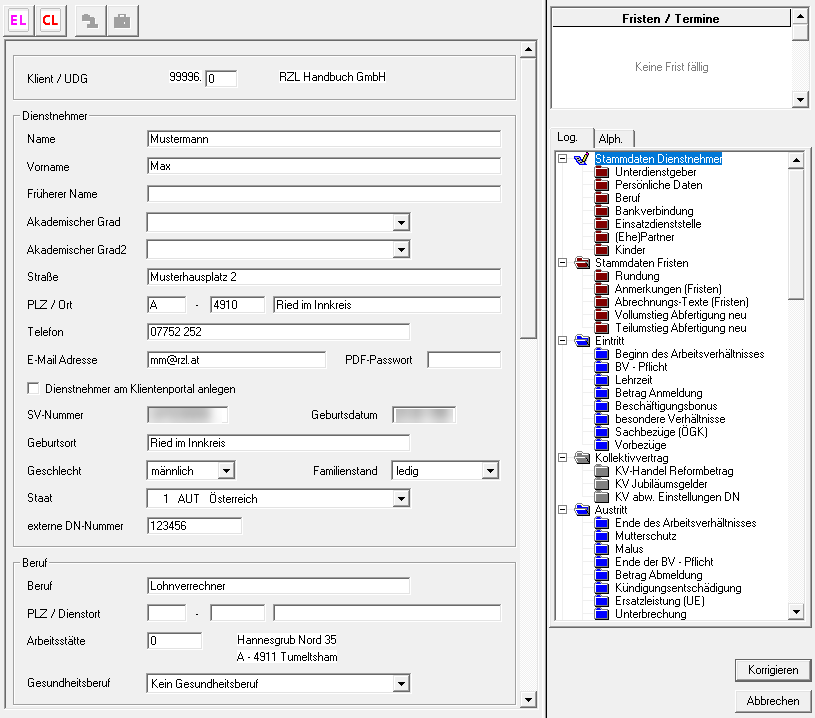 EL CL
Klient / UDG 99996. 0 RZL Handbuch GmbH
Dienstnehmer
Name Mustermann
Vorname Max
Früherer Name
Akademischer Grad
Akademischer Grad2
Straße Musterhausplatz 2
PLZ / Ort A - 4910 Ried im Innkreis
Telefon 07752 252
E-Mail Adresse mm@rzl.at PDF-Passwort
Dienstnehmer am Klientenportal anlegen
SV-Nummer Geburtsdatum
Geburtsort Ried im Innkreis
Geschlecht männlich Familienstand ledig
Staat 1 AUT Österreich
externe DN-Nummer 123456
Beruf
Beruf Lohnverrechner
PLZ / Dienstort -
Arbeitsstätte 0 Hannesgrub Nord 35
A - 4911 Tumeltsham
Gesundheitsberuf Kein Gesundheitsberuf
Fristen / Termine
Keine Frist fällig
Log. Alph.
Stammdaten Dienstnehmer
Unterdienstgeber
Persönliche Daten
Beruf
Bankverbindung
Einsatzdienststelle
(Ehe)Partner
Kinder
Stammdaten Fristen
Rundung
Anmerkungen (Fristen)
Abrechnungs-Texte (Fristen)
Vollumstieg Abfertigung neu
Teilumstieg Abfertigung neu
Eintritt
Beginn des Arbeitsverhältnisses
BV - Pflicht
Lehrzeit
Betrag Anmeldung
Beschäftigungsbonus
besondere Verhältnisse
Sachbezüge (ÖGK)
Vorbezüge
Kollektivvertrag
KV-Handel Reformbetrag
KV Jubiläumsgelder
KV abw. Einstellungen DN
Austritt
Ende des Arbeitsverhältnisses
Mutterschutz
Malus
Ende der BV - Pflicht
Betrag Abmeldung
Kündigungsentschädigung
Ersatzleistung (UE)
Unterbrechung
Korrigieren
Abbrechen